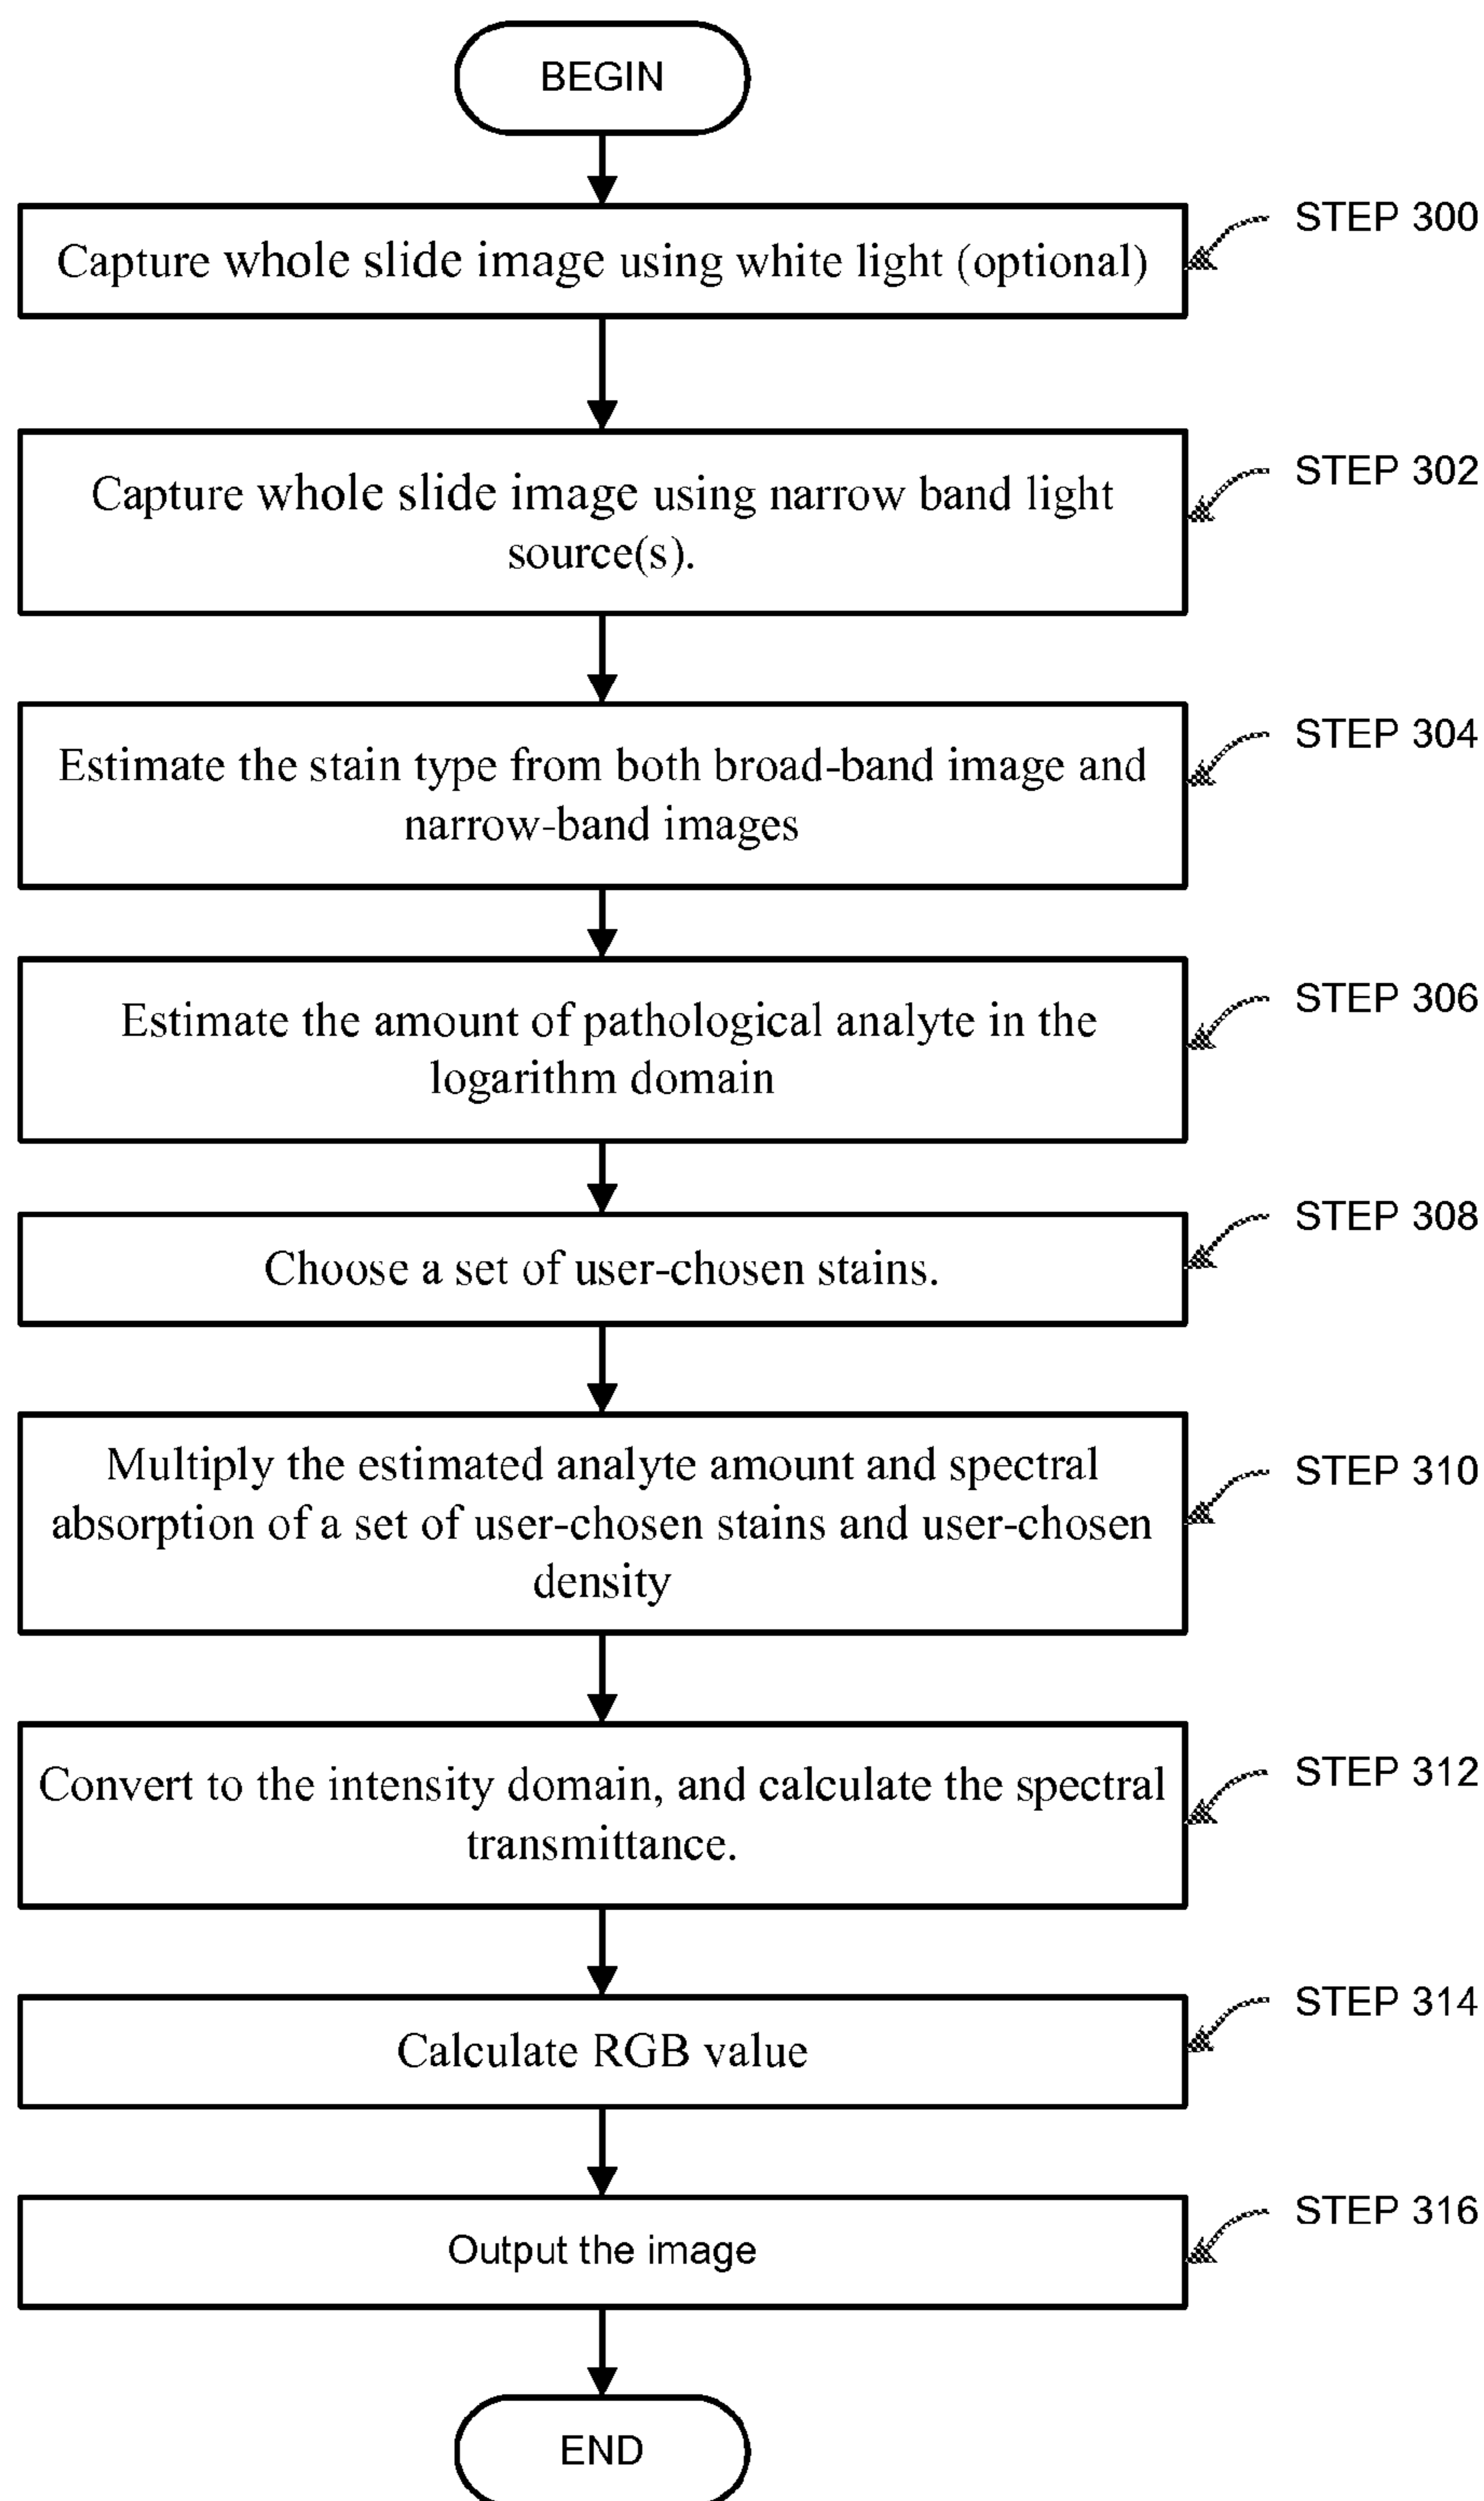 BEGIN
STEP 300
Capture whole slide image using white light (optional)
STEP 302
Capture whole slide image using narrow band light
source(s).
STEP 304
Estimate the stain type from both broad-band image and
narrow-band images
STEP 306
Estimate the amount of pathological analyte in the
logarithm domain
STEP 308
Choose a set of user-chosen stains.
STEP 310
Multiply the estimated analyte amount and spectral
absorption of a set of user-chosen stains and user-chosen
density
STEP 312
Convert to the intensity domain, and calculate the spectral
transmittance.
STEP 314
Calculate RGB value
STEP 316
Output the image
END